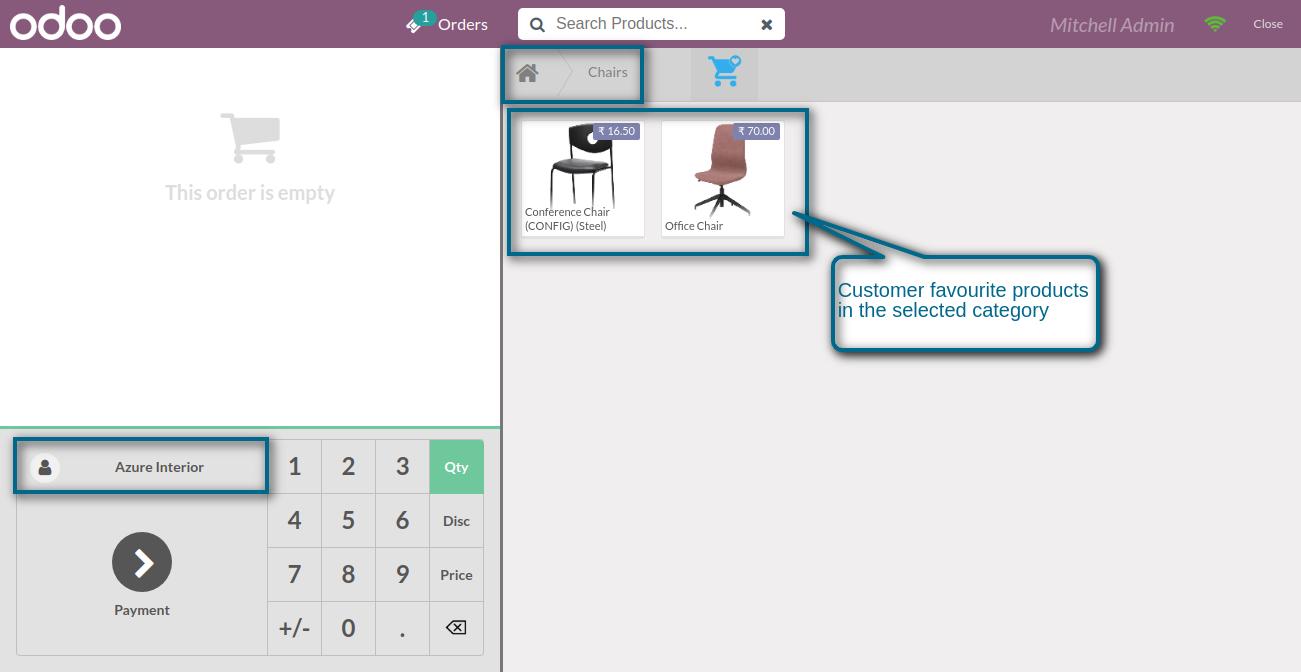 odoo
1 Orders
Search Products...
Mitchell Admin
Close
Chairs
This order is empty
₹ 16.50
Conference Chair
(CONFIG) (Steel)
₹ 70.00
Office Chair
Customer favourite products
in the selected category
Azure Interior
Payment
1 2 3 Qty
4 5 6 Disc
7 8 9 Price
+/- 0 .